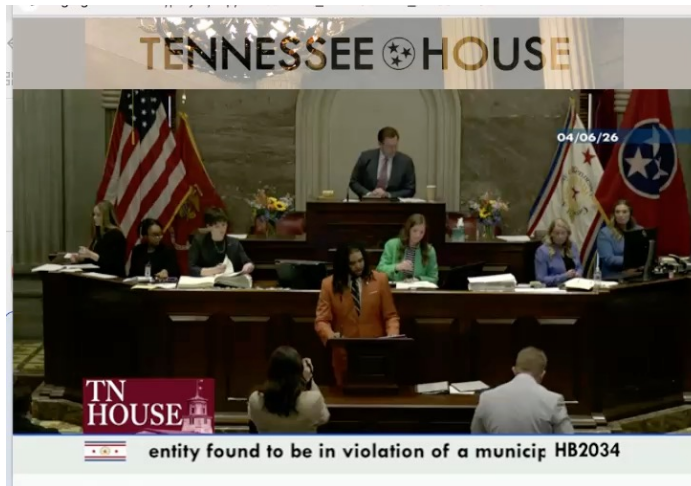 TENNESSEE HOUSE
04/06/26
TN
HOUSE
entity found to be in violation of a municip HB2034